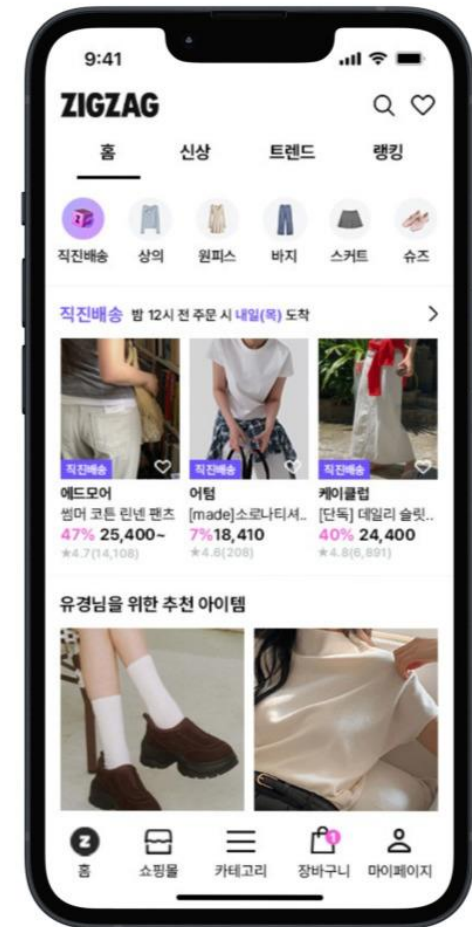 9:41
ZIGZAG
홈 신상 트렌드 랭킹
직진배송 상의 원피스 바지 스커트 슈즈
직진배송 밤 12시 전 주문 시 내일(목) 도착
직진배송 직진배송 직진배송
에드모어 어텀 케이클럽
썸머 코튼 린넨 팬츠 [made]소로나티셔.. [단독] 데일리 슬릿..
47% 25,400~ 7%18,410 40% 24,400
★4.7(14,108) ★4.6(208) ★4.8(6,891)
유경님을 위한 추천 아이템
Z 1
홈 쇼핑몰 카테고리 장바구니 마이페이지